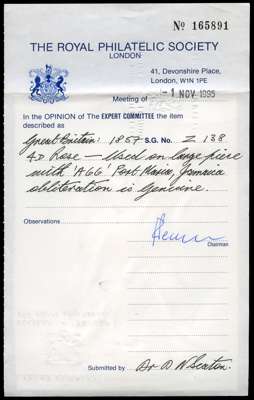 No 165891
THE ROYAL PHILATELIC SOCIETY
LONDON
41, Devonshire Place,
London, W1N 1PE
Meeting of -1 NOV 1995
In the OPINION OF The EXPERT COMMITTEE the item
described as
Great Britain: 1857 S.G. No. Z 138
4D Rose — Used on large piece
with 'A66' Port Maria, Jamaica
obliteration is Genuine.
Observations
Chairman
Submitted by Dr D W Seaton.